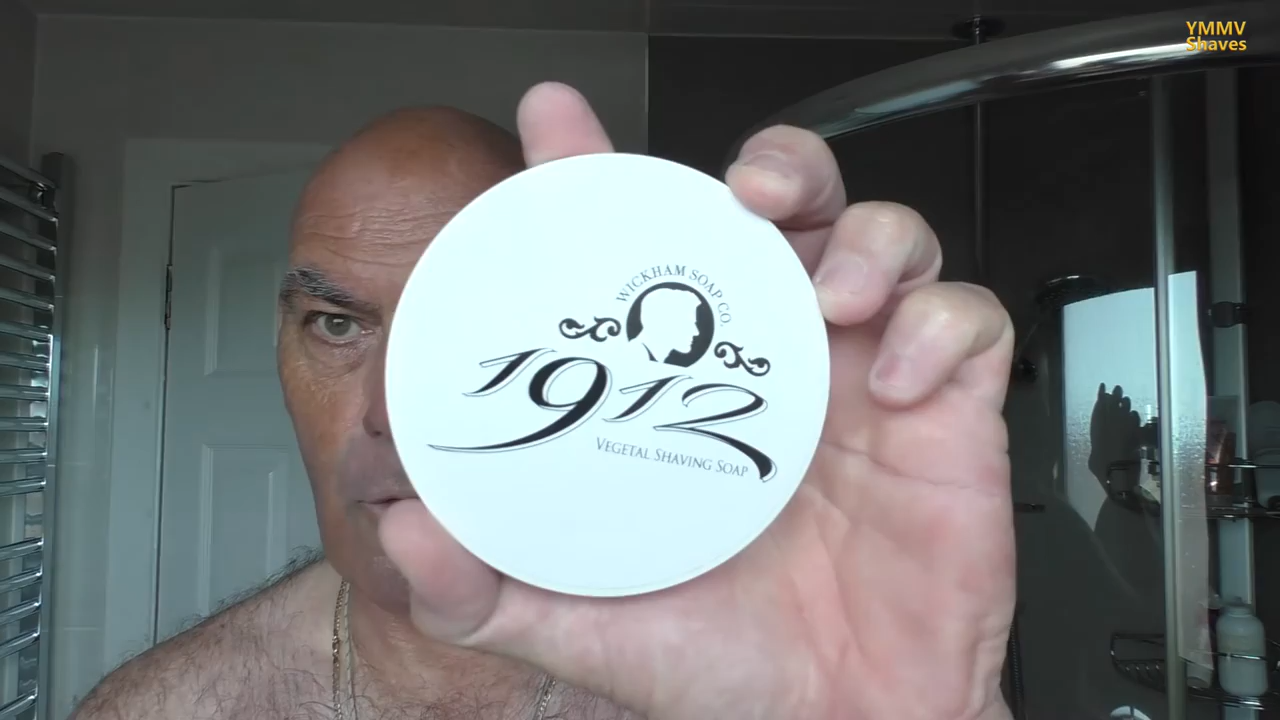 YMMV
Shaves
WICKHAM SOAP CO.
1912
VEGETAL SHAVING SOAP